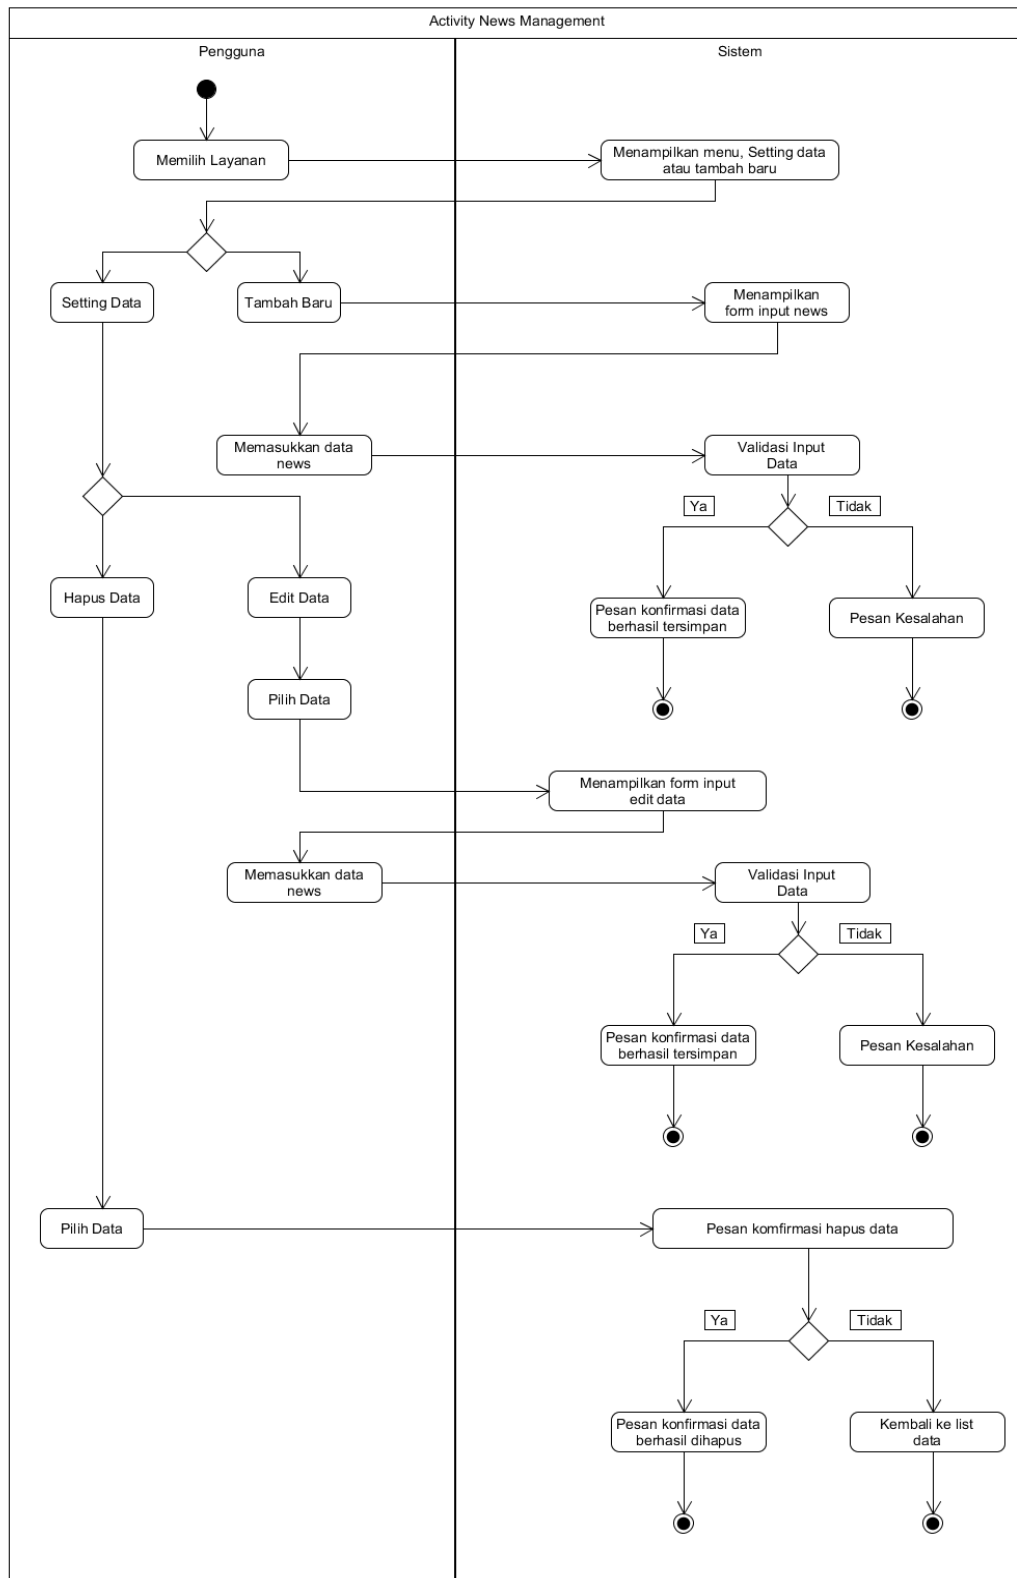 Activity News Management
Pengguna
Sistem
Memilih Layanan
Menampilkan menu, Setting data
atau tambah baru
Setting Data
Tambah Baru
Menampilkan
form input news
Memasukkan data
news
Validasi Input
Data
Ya
Tidak
Hapus Data
Edit Data
Pesan konfirmasi data
berhasil tersimpan
Pesan Kesalahan
Pilih Data
Menampilkan form input
edit data
Memasukkan data
news
Validasi Input
Data
Ya
Tidak
Pesan konfirmasi data
berhasil tersimpan
Pesan Kesalahan
Pilih Data
Pesan komfirmasi hapus data
Ya
Tidak
Pesan konfirmasi data
berhasil dihapus
Kembali ke list
data